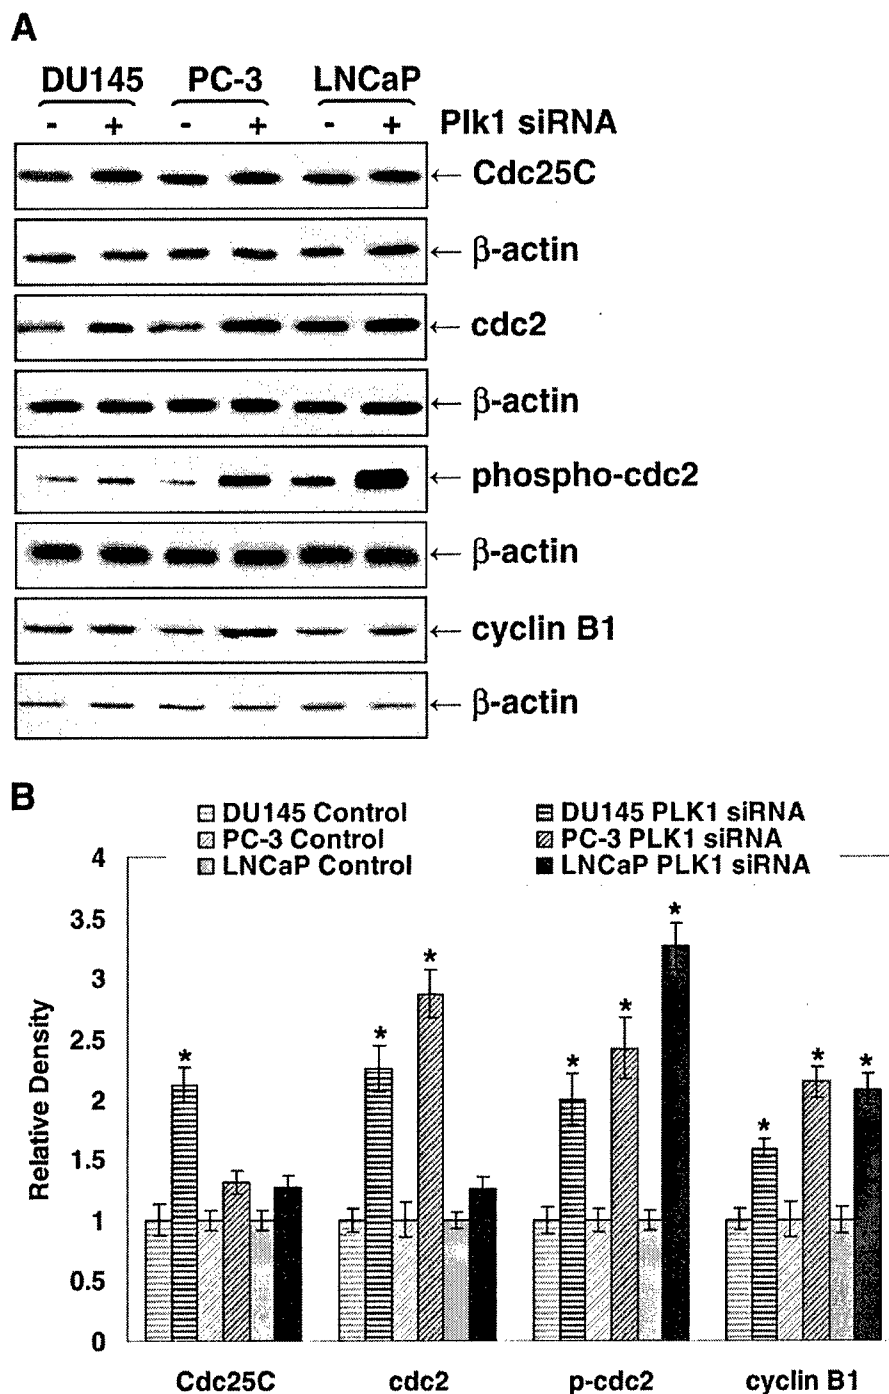 A
DU145 PC-3 LNCaP
- + - + - + Plk1 siRNA
← Cdc25C
← β-actin
← cdc2
← β-actin
← phospho-cdc2
← β-actin
← cyclin B1
← β-actin
B
DU145 Control DU145 PLK1 siRNA
PC-3 Control PC-3 PLK1 siRNA
LNCaP Control LNCaP PLK1 siRNA
4
3.5
3
2.5
2
1.5
1
0.5
0
Relative Density
* * * * * * * * *
Cdc25C cdc2 p-cdc2 cyclin B1